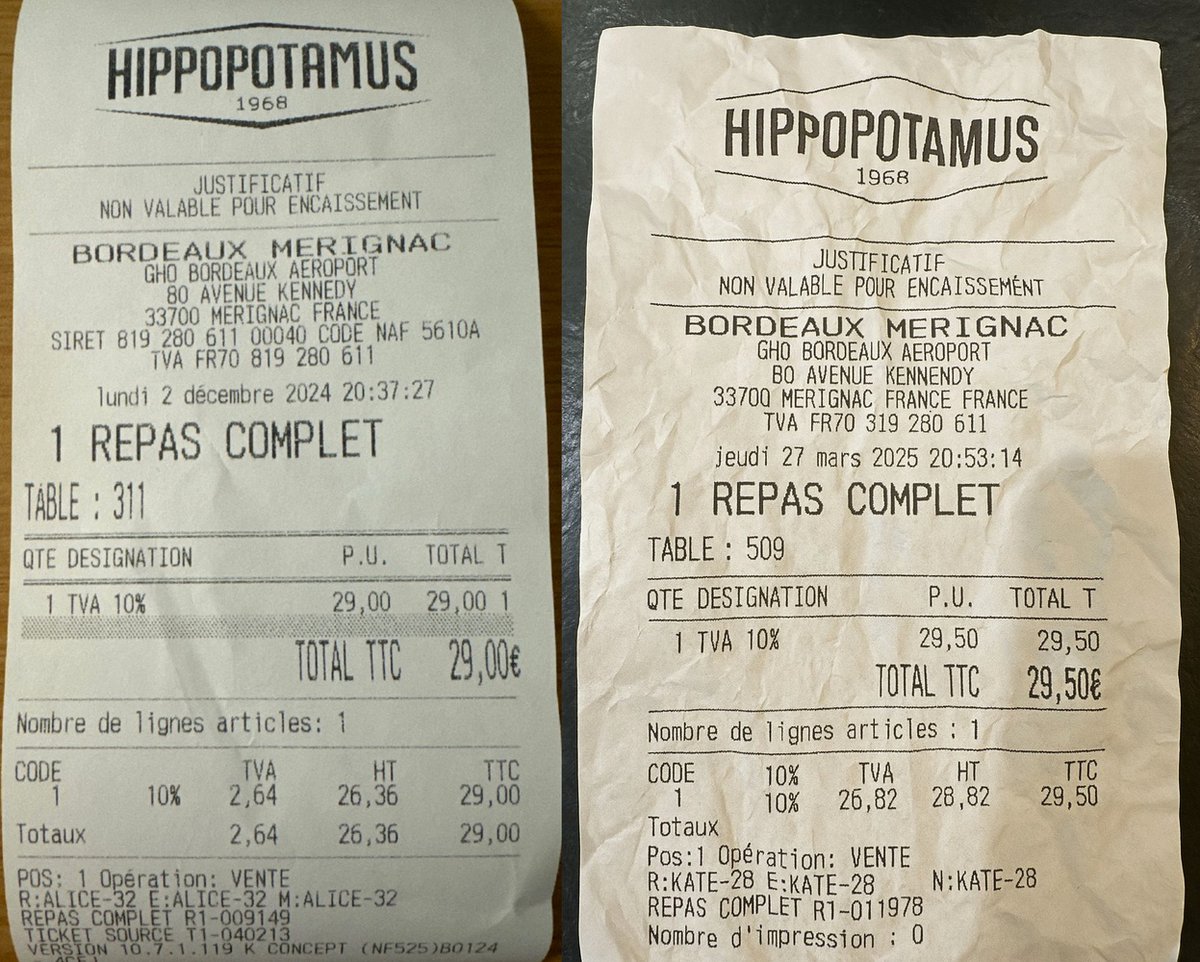 HIPPOPOTAMUS
1968
JUSTIFICATIF
NON VALABLE POUR ENCAISSEMENT
BORDEAUX MERIGNAC
GHO BORDEAUX AEROPORT
80 AVENUE KENNEDY
33700 MERIGNAC FRANCE
SIRET 819 280 611 00040 CODE NAF 5610A
TVA FR70 819 280 611
lundi 2 décembre 2024 20:37:27
1 REPAS COMPLET
TABLE : 311
QTE DESIGNATION P.U. TOTAL T
1 TVA 10% 29,00 29,00 1
TOTAL TTC 29,00€
Nombre de lignes articles: 1
CODE TVA HT TTC
1 10% 2,64 26,36 29,00
Totaux 2,64 26,36 29,00
POS: 1 Opération: VENTE
R:ALICE-32 E:ALICE-32 M:ALICE-32
REPAS COMPLET R1-009149
TICKET SOURCE T1-040213
VERSION 10.7.1.119 K CONCEPT (NF525)B0124
HIPPOPOTAMUS
1968
JUSTIFICATIF
NON VALABLE POUR ENCAISSEMÉNT
BORDEAUX MERIGNAC
GHO BORDEAUX AEROPORT
BO AVENUE KENNENDY
33700 MERIGNAC FRANCE FRANCE
TVA FR70 319 280 611
jeudi 27 mars 2025 20:53:14
1 REPAS COMPLET
TABLE : 509
QTE DESIGNATION P.U. TOTAL T
1 TVA 10% 29,50 29,50
TOTAL TTC 29,50€
Nombre de lignes articles : 1
CODE 10% TVA HT TTC
1 10% 26,82 28,82 29,50
Totaux
Pos:1 Opération: VENTE
R:KATE-28 E:KATE-28 N:KATE-28
REPAS COMPLET R1-011978
Nombre d'impression : 0